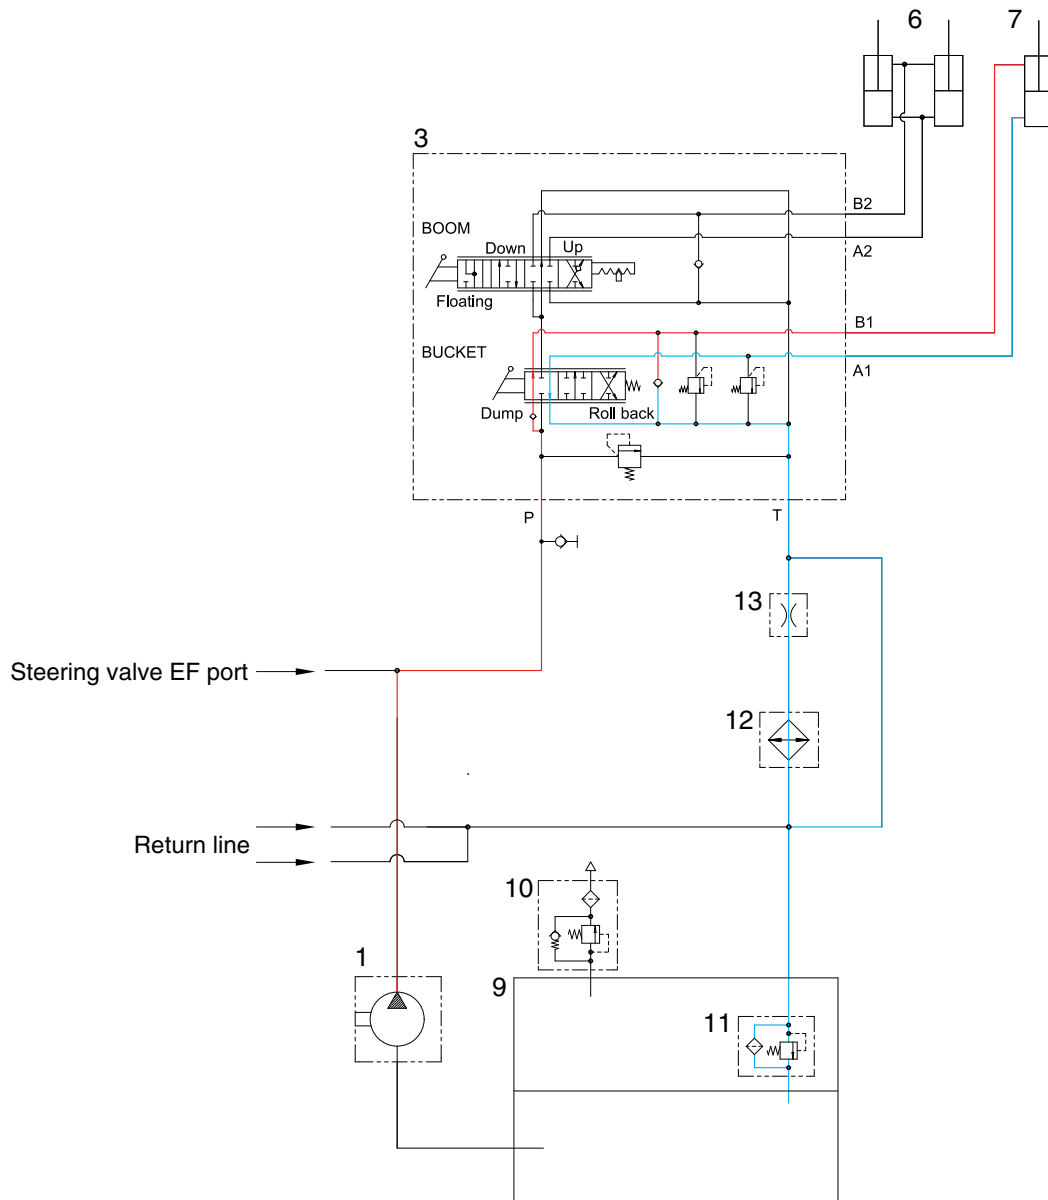 6 7
3
B2
BOOM
Down Up
A2
Floating
B1
BUCKET
A1
Dump Roll back
P T
13
Steering valve EF port
12
Return line
10
1
9
11